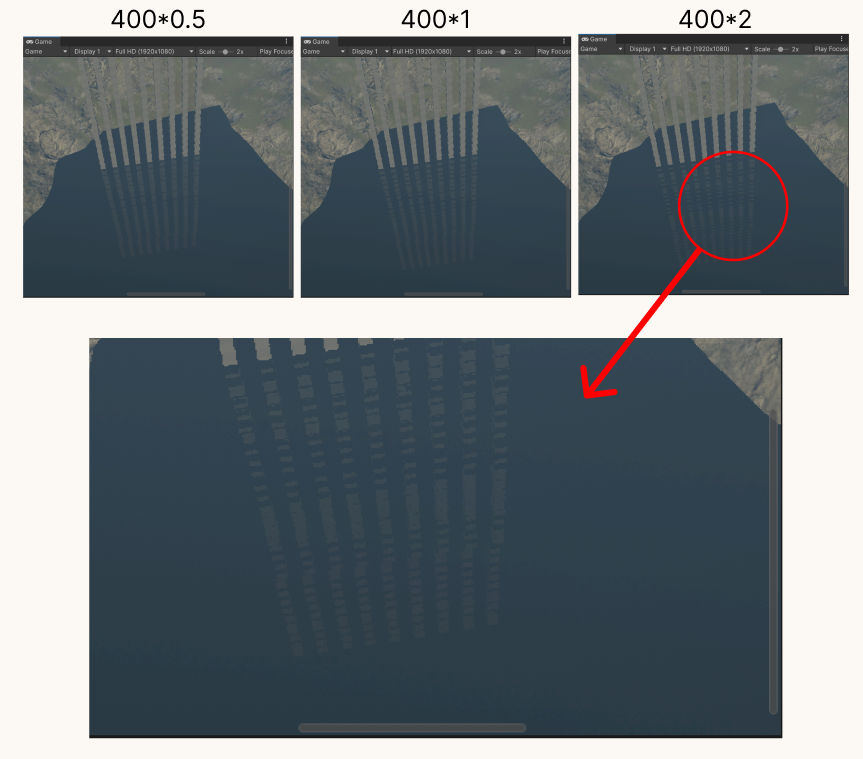 400*0.5
400*1
400*2
Game
Game
Game
Game Display 1 Full HD (1920x1080) Scale 2x Play Focuse
Game Display 1 Full HD (1920x1080) Scale 2x Play Focus
Game Display 1 Full HD (1920x1080) Scale 2x Play Focuse